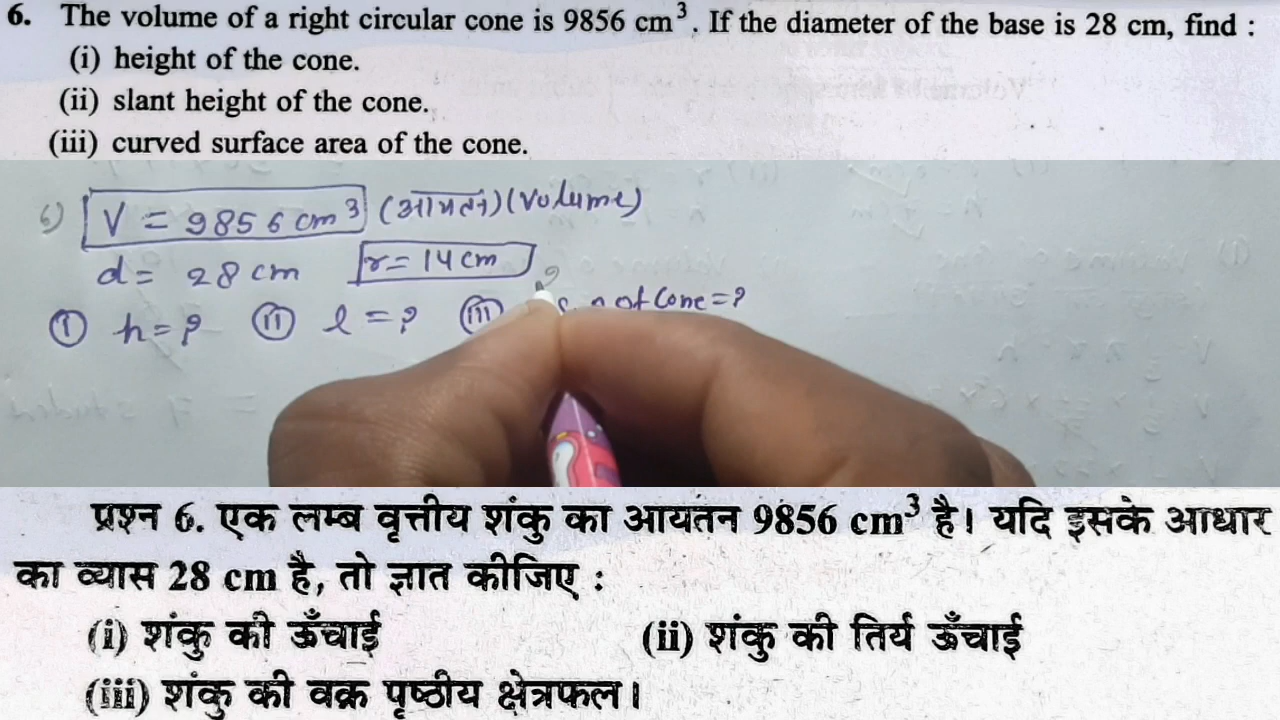 6. The volume of a right circular cone is 9856 cm³. If the diameter of the base is 28 cm, find :
(i) height of the cone.
(ii) slant height of the cone.
(iii) curved surface area of the cone.
6) V = 9856 cm³ (आयतन) (Volume)
d = 28 cm r = 14 cm
(i) h = ? (ii) l = ? (iii) of Cone = ?
प्रश्न 6. एक लम्ब वृत्तीय शंकु का आयतन 9856 cm³ है। यदि इसके आधार
का व्यास 28 cm है, तो ज्ञात कीजिए :
(i) शंकु की ऊँचाई (ii) शंकु की तिर्य ऊँचाई
(iii) शंकु की वक्र पृष्ठीय क्षेत्रफल।